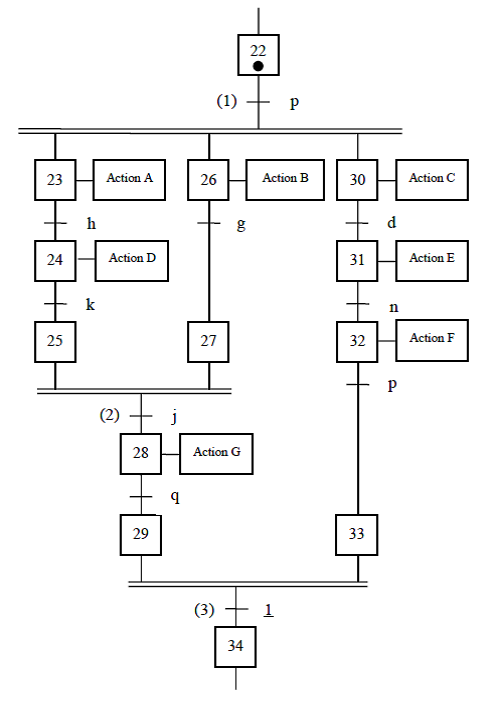 22
(1) p
23 Action A 26 Action B 30 Action C
h g d
24 Action D 31 Action E
k n
25 27 32 Action F
p
(2) j
28 Action G
q
29 33
(3) 1
34